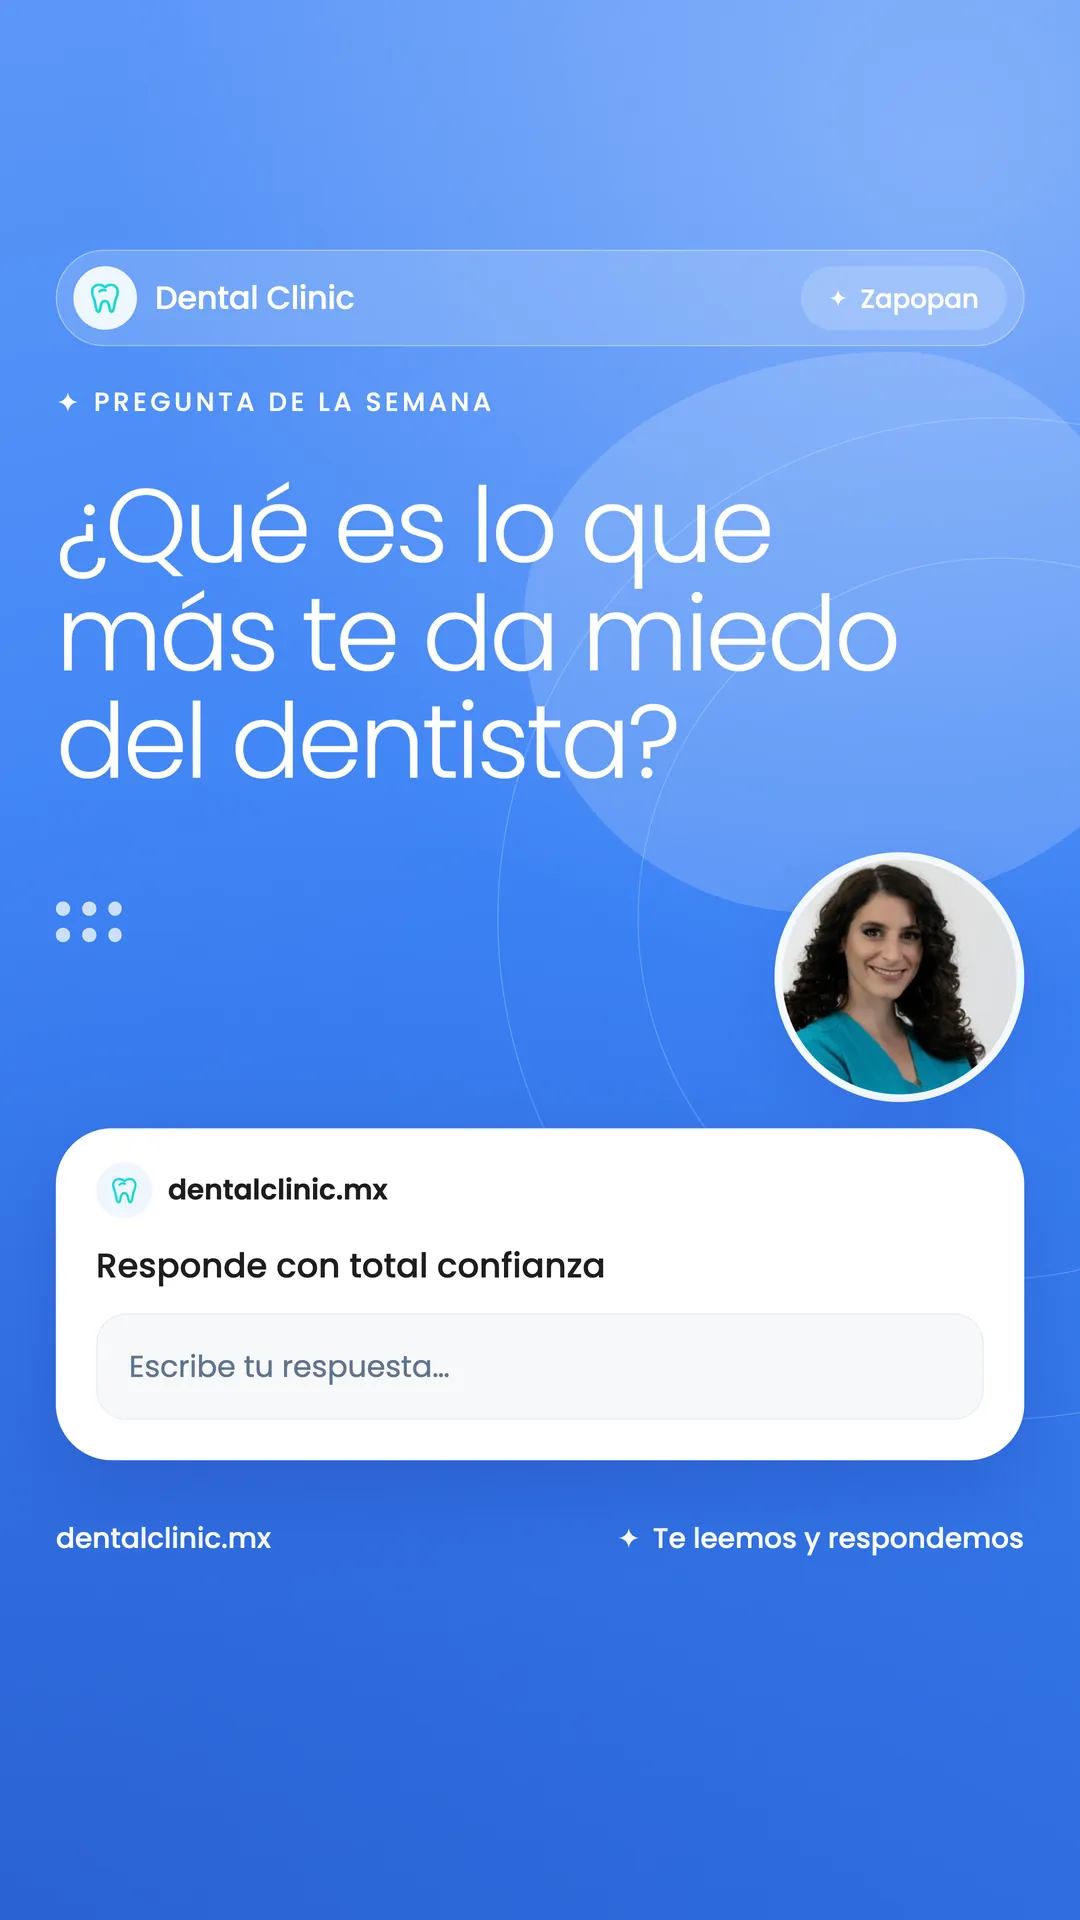 Dental Clinic
Zapopan
PREGUNTA DE LA SEMANA
¿Qué es lo que
más te da miedo
del dentista?
dentalclinic.mx
Responde con total confianza
Escribe tu respuesta...
dentalclinic.mx
Te leemos y respondemos